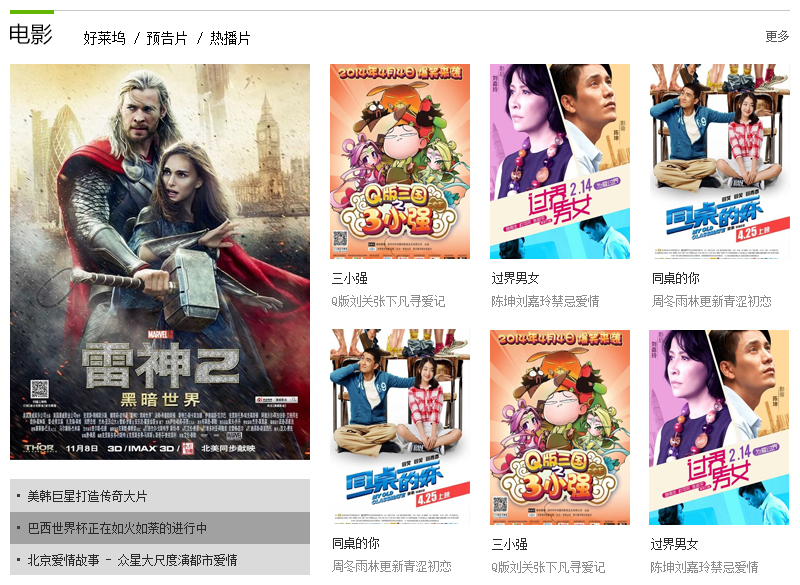 电影
好莱坞 / 预告片 / 热播片
更多
MARVEL
雷神2
黑暗世界
THOR
11月8日 3D / IMAX 3D /
北美同步献映
美韩巨星打造传奇大片
巴西世界杯正在如火如荼的进行中
北京爱情故事 - 众星大尺度演都市爱情
2014年4月4日 爆笑来袭
Q版三国
之
3小强
三小强
Q版刘关张下凡寻爱记
刘嘉玲
陈坤
2.14
过界
男女
过界男女
陈坤刘嘉玲禁忌爱情
同桌的妳
MY OLD CLASSMATE
4.25上映
同桌的你
周冬雨林更新青涩初恋
同桌的妳
MY OLD CLASSMATE
4.25上映
同桌的你
周冬雨林更新青涩初恋
2014年4月4日 爆笑来袭
Q版三国
之
3小强
三小强
Q版刘关张下凡寻爱记
刘嘉玲
陈坤
2.14
过界
男女
过界男女
陈坤刘嘉玲禁忌爱情